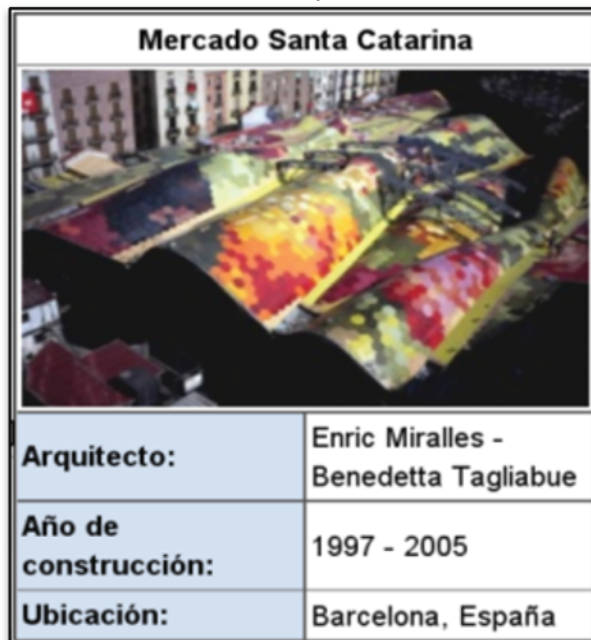 Mercado Santa Catarina
Arquitecto:
Enric Miralles -
Benedetta Tagliabue
Año de
construcción:
1997 - 2005
Ubicación:
Barcelona, España